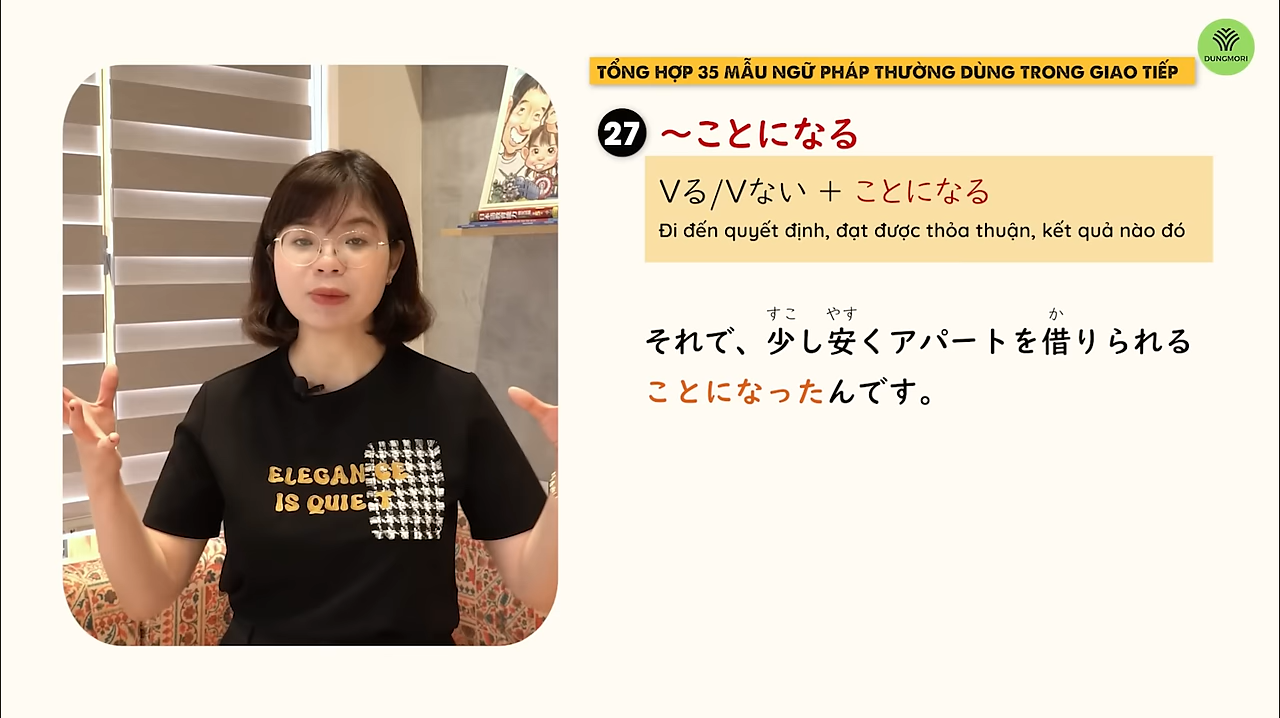 DUNGMORI
TỔNG HỢP 35 MẪU NGỮ PHÁP THƯỜNG DÙNG TRONG GIAO TIẾP
27 ～ことになる
Vる/Vない ＋ ことになる
Đi đến quyết định, đạt được thỏa thuận, kết quả nào đó
すこ やす か
それで、少し安くアパートを借りられる
ことになったんです。
ELEGANCE
IS QUIET